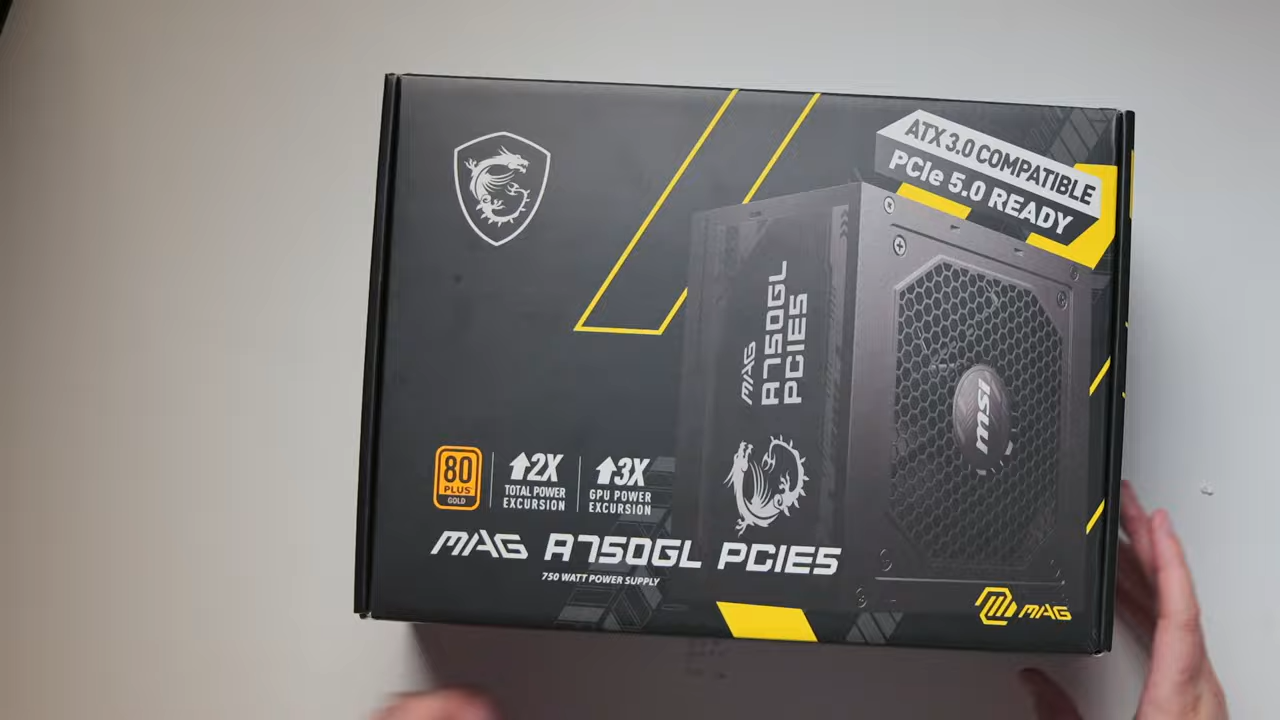 ATX 3.0 COMPATIBLE
PCIe 5.0 READY
MAG
A750GL
PCIE5
msi
80
PLUS
GOLD
2X
TOTAL POWER
EXCURSION
3X
GPU POWER
EXCURSION
MAG A750GL PCIE5
750 WATT POWER SUPPLY
MAG